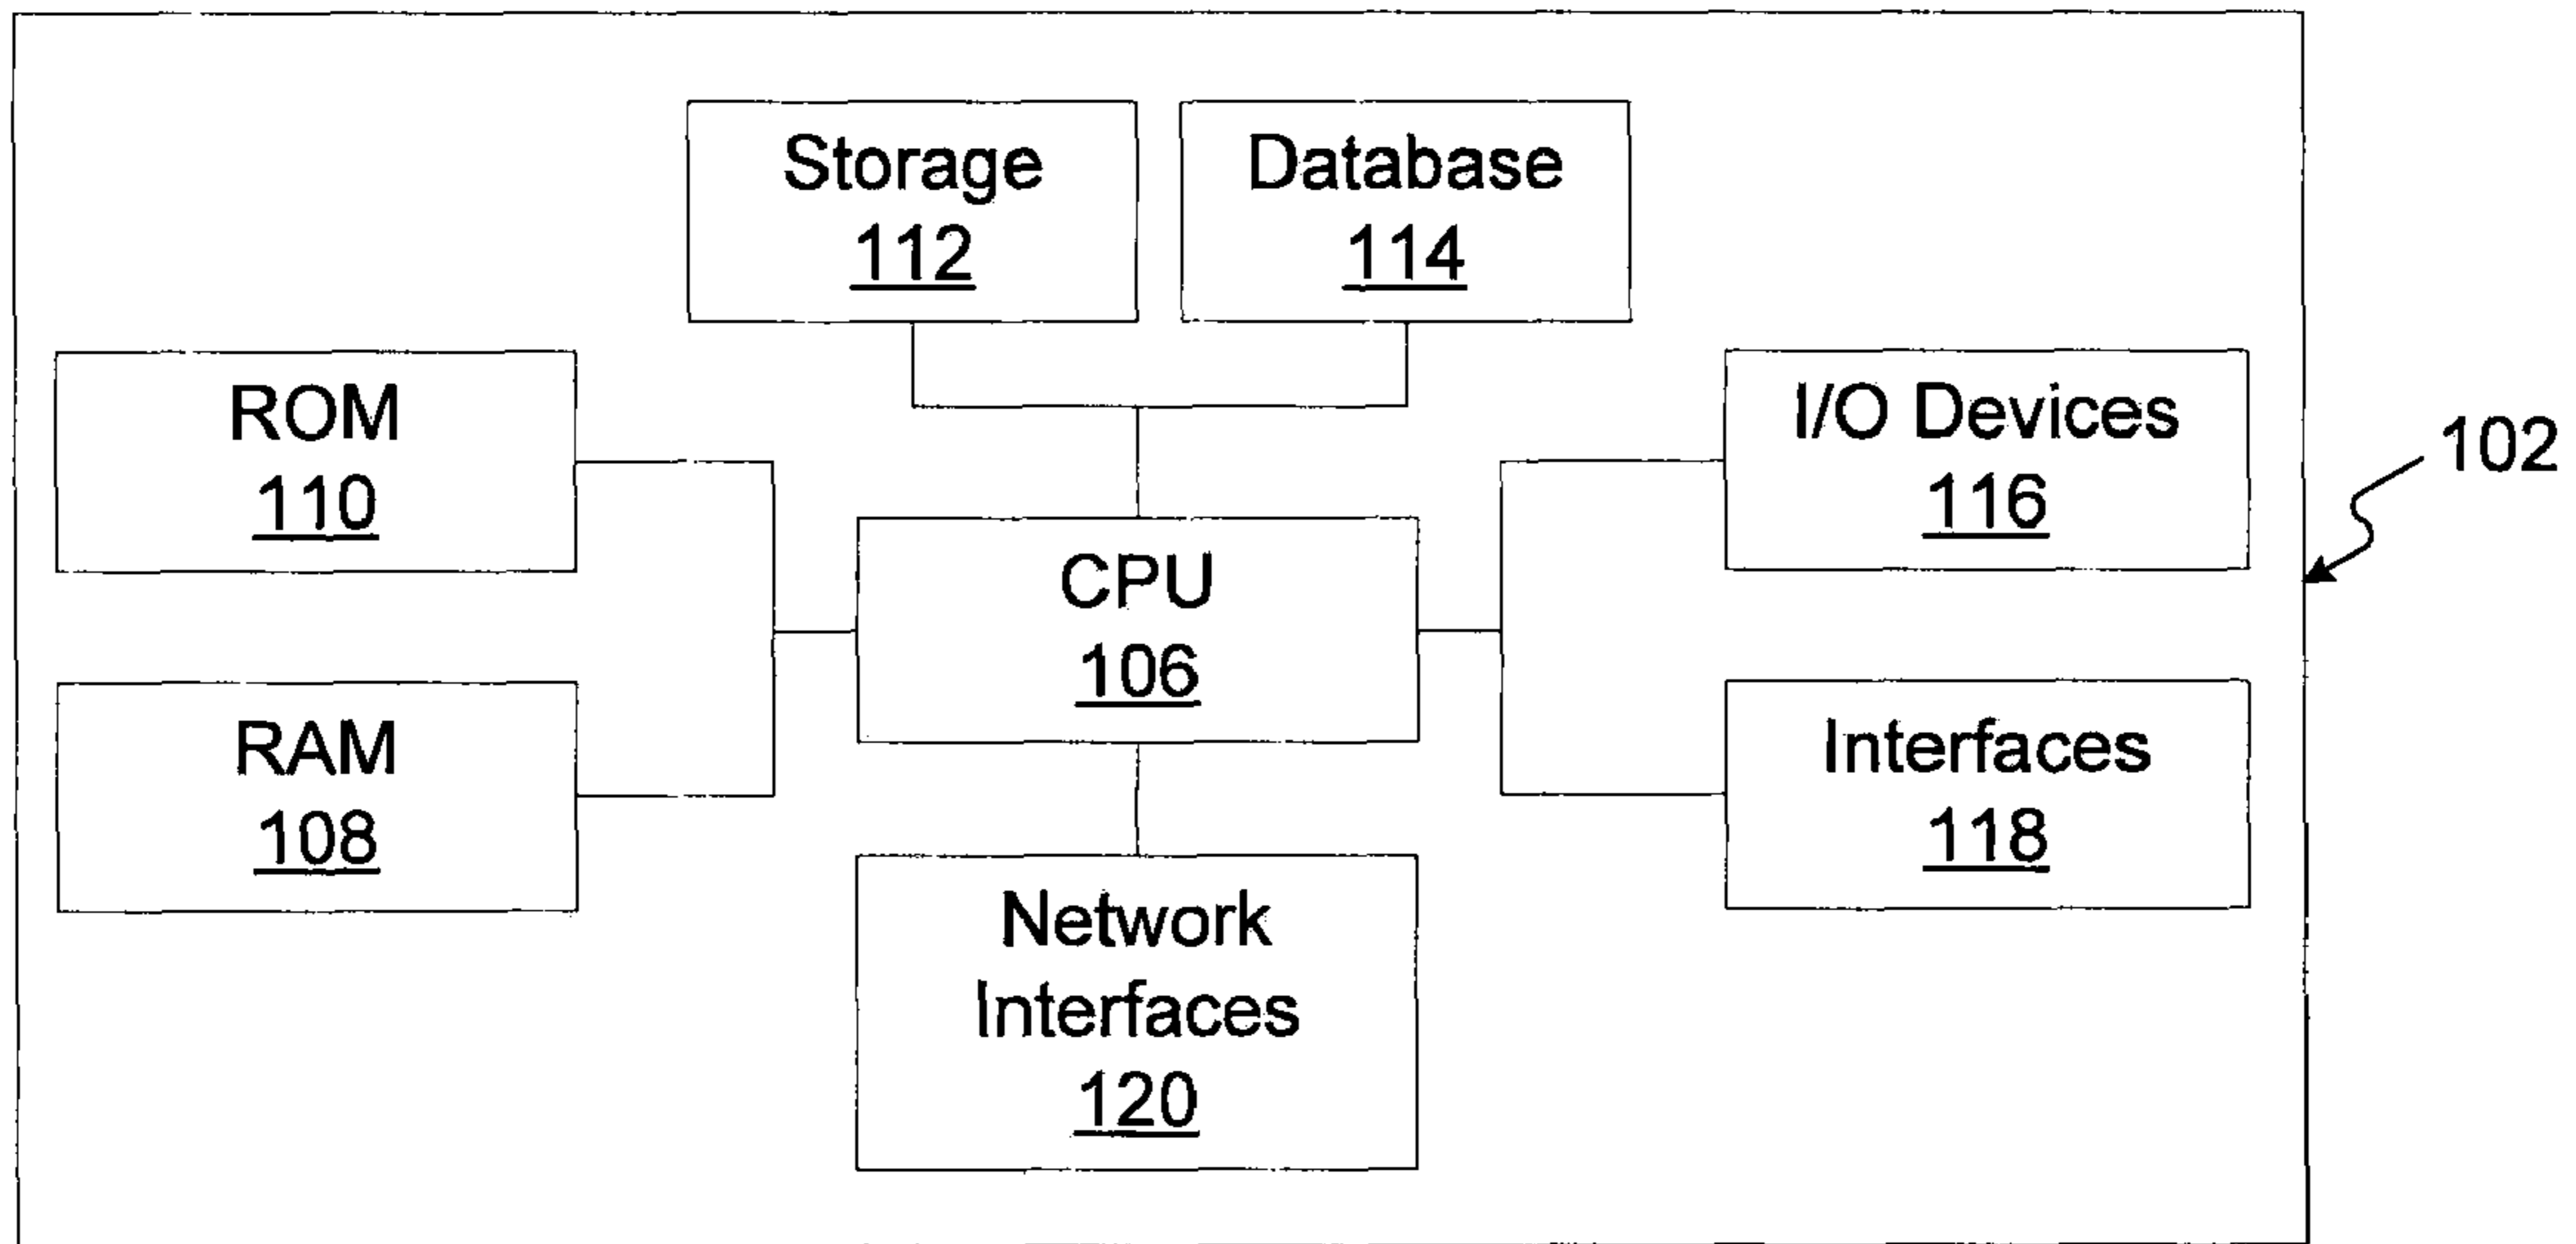 Storage
112
Database
114
ROM
110
I/O Devices
116
102
CPU
106
RAM
108
Interfaces
118
Network
Interfaces
120